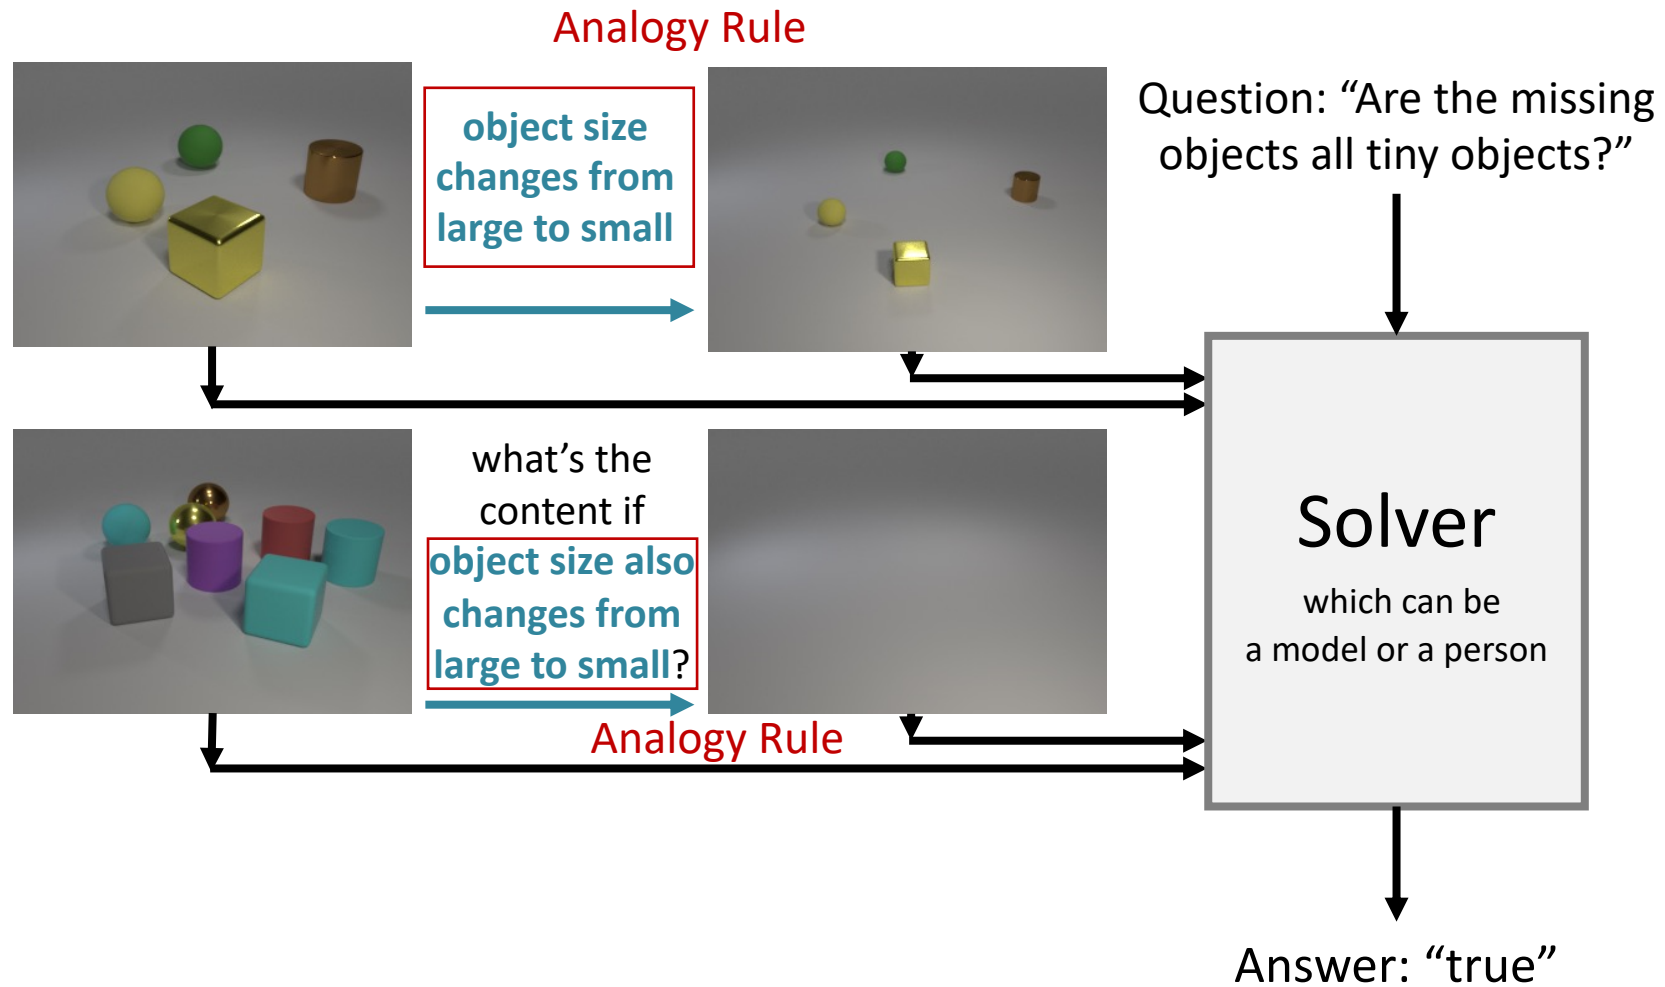 Analogy Rule
object size
changes from
large to small
Question: “Are the missing
objects all tiny objects?”
what’s the
content if
object size also
changes from
large to small?
Analogy Rule
Solver
which can be
a model or a person
Answer: “true”